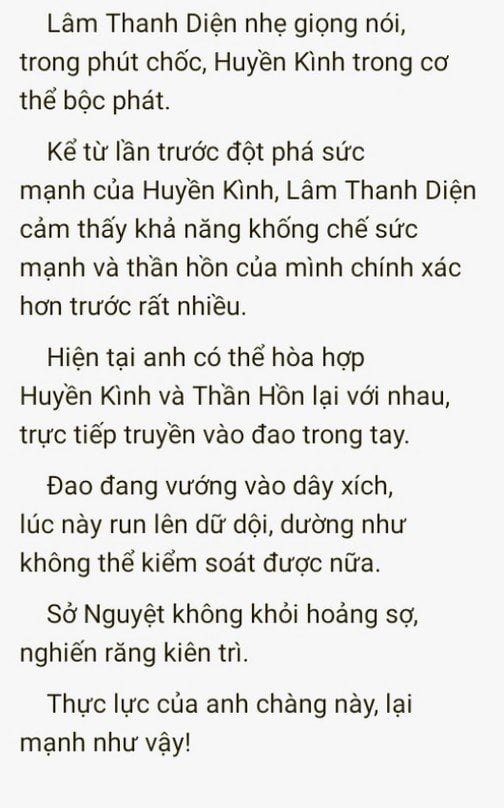 Lâm Thanh Diện nhẹ giọng nói,
trong phút chốc, Huyền Kình trong cơ
thể bộc phát.
Kể từ lần trước đột phá sức
mạnh của Huyền Kình, Lâm Thanh Diện
cảm thấy khả năng khống chế sức
mạnh và thần hồn của mình chính xác
hơn trước rất nhiều.
Hiện tại anh có thể hòa hợp
Huyền Kình và Thần Hồn lại với nhau,
trực tiếp truyền vào đao trong tay.
Đao đang vướng vào dây xích,
lúc này run lên dữ dội, dường như
không thể kiểm soát được nữa.
Sở Nguyệt không khỏi hoảng sợ,
nghiến răng kiên trì.
Thực lực của anh chàng này, lại
mạnh như vậy!